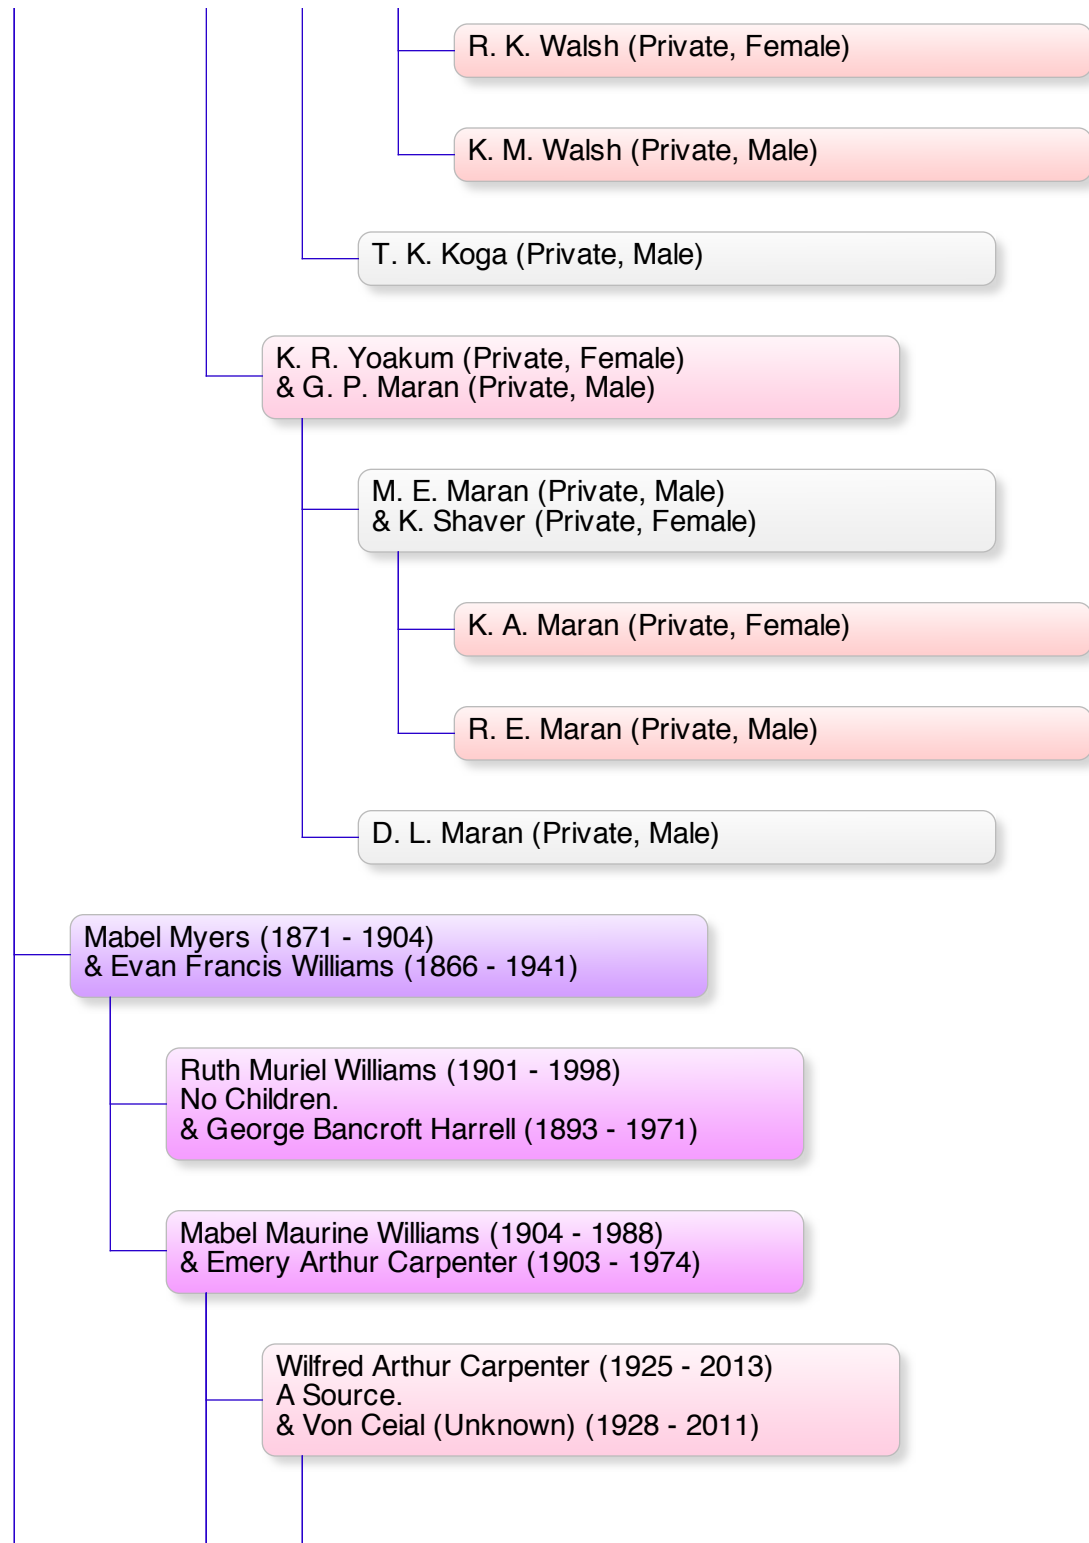 R. K. Walsh (Private, Female)
K. M. Walsh (Private, Male)
T. K. Koga (Private, Male)
K. R. Yoakum (Private, Female)
& G. P. Maran (Private, Male)
M. E. Maran (Private, Male)
& K. Shaver (Private, Female)
K. A. Maran (Private, Female)
R. E. Maran (Private, Male)
D. L. Maran (Private, Male)
Mabel Myers (1871 - 1904)
& Evan Francis Williams (1866 - 1941)
Ruth Muriel Williams (1901 - 1998)
No Children.
& George Bancroft Harrell (1893 - 1971)
Mabel Maurine Williams (1904 - 1988)
& Emery Arthur Carpenter (1903 - 1974)
Wilfred Arthur Carpenter (1925 - 2013)
A Source.
& Von Ceial (Unknown) (1928 - 2011)